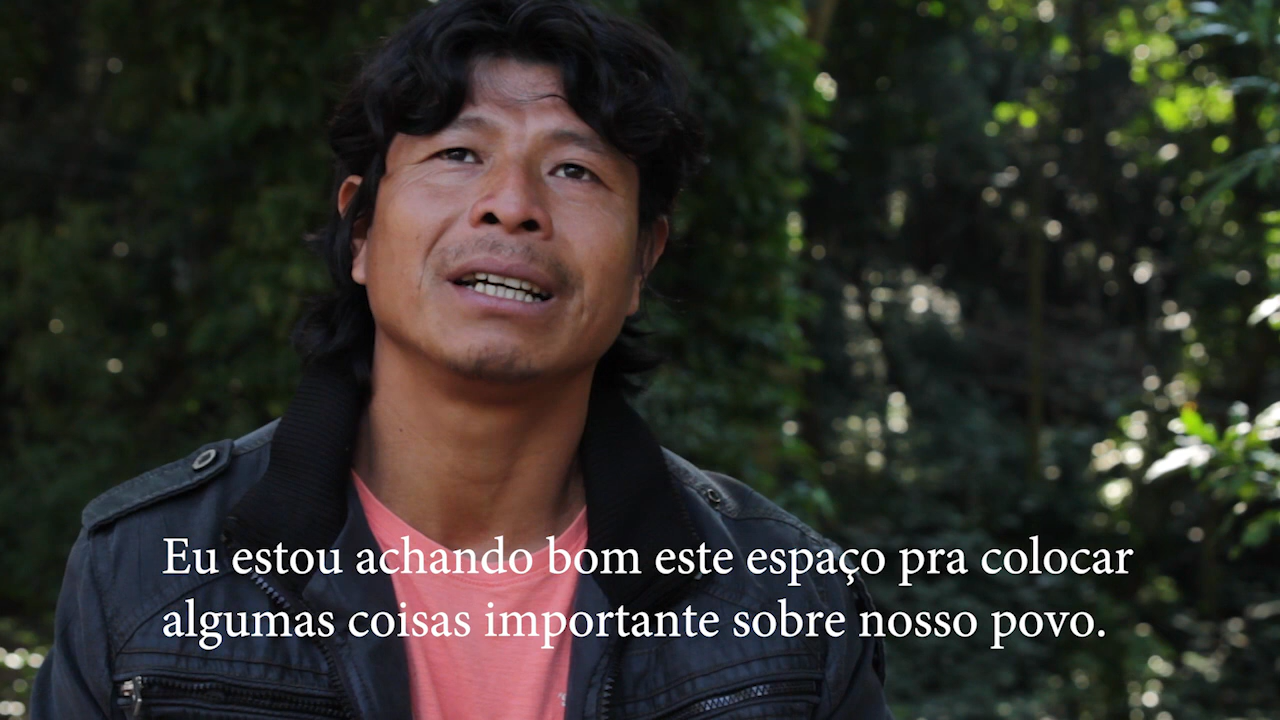 Eu estou achando bom este espaço pra colocar
algumas coisas importante sobre nosso povo.